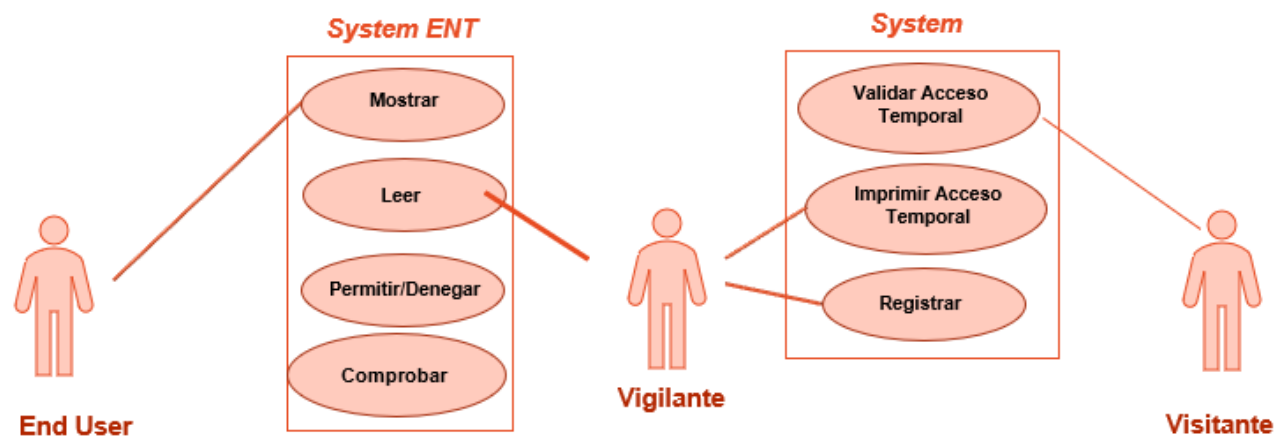 System ENT
System
Mostrar
Leer
Permitir/Denegar
Comprobar
Validar Acceso
Temporal
Imprimir Acceso
Temporal
Registrar
End User
Vigilante
Visitante